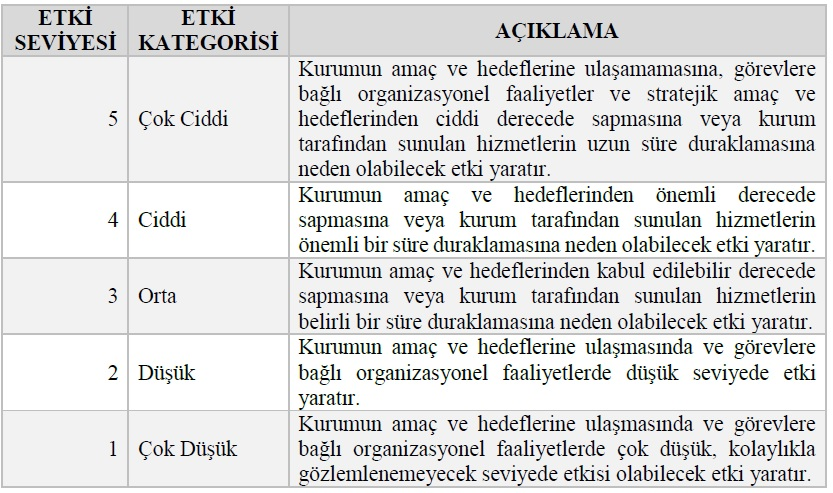 ETKİ
SEVİYESİ
ETKİ
KATEGORİSİ
AÇIKLAMA
5
Çok Ciddi
Kurumun amaç ve hedeflerine ulaşamamasına, görevlere
bağlı organizasyonel faaliyetler ve stratejik amaç ve
hedeflerinden ciddi derecede sapmasına veya kurum
tarafından sunulan hizmetlerin uzun süre duraklamasına
neden olabilecek etki yaratır.
4
Ciddi
Kurumun amaç ve hedeflerinden önemli derecede
sapmasına veya kurum tarafından sunulan hizmetlerin
önemli bir süre duraklamasına neden olabilecek etki yaratır.
3
Orta
Kurumun amaç ve hedeflerinden kabul edilebilir derecede
sapmasına veya kurum tarafından sunulan hizmetlerin
belirli bir süre duraklamasına neden olabilecek etki yaratır.
2
Düşük
Kurumun amaç ve hedeflerine ulaşmasında ve görevlere
bağlı organizasyonel faaliyetlerde düşük seviyede etki
yaratır.
1
Çok Düşük
Kurumun amaç ve hedeflerine ulaşmasında ve görevlere
bağlı organizasyonel faaliyetlerde çok düşük, kolaylıkla
gözlemlenemeyecek seviyede etkisi olabilecek etki yaratır.